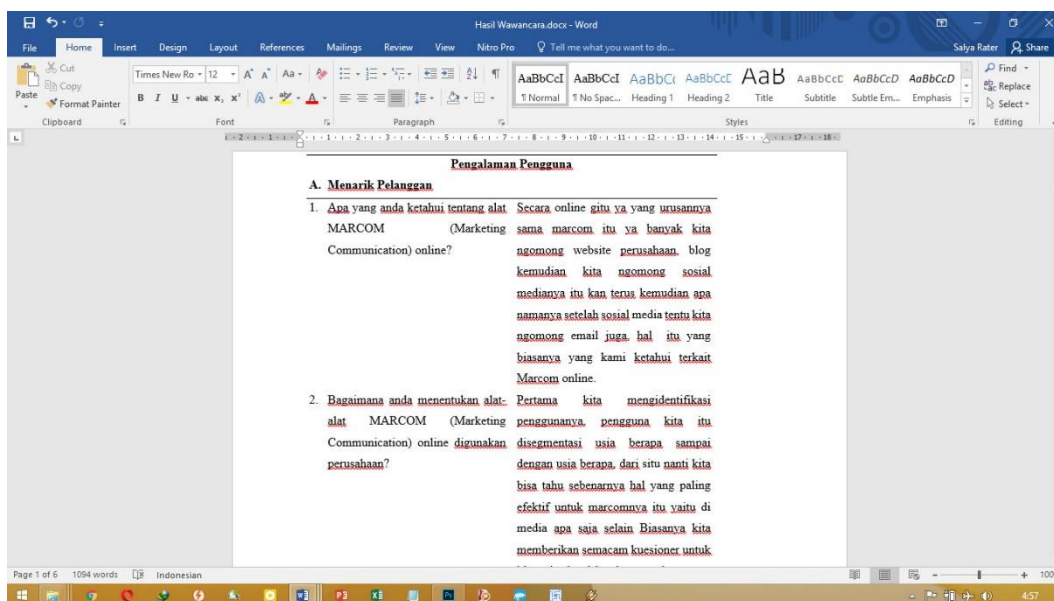 Hasil Wawancara.docx - Word
File Home Insert Design Layout References Mailings Review View Nitro Pro Tell me what you want to do... Salya Rater Share
Cut
Copy
Format Painter
Paste
Clipboard
Times New Ro 12
Font
Paragraph
AaBbCcI AaBbCcI AaBbCc AaBbCcE AaB AaBbCcC AaBbCcD AaBbCcD
¶ Normal ¶ No Spac... Heading 1 Heading 2 Title Subtitle Subtle Em... Emphasis
Styles
Find
Replace
Select
Editing
Pengalaman Pengguna
A. Menarik Pelanggan
1. Apa yang anda ketahui tentang alat
MARCOM (Marketing
Communication) online?
Secara online gitu ya yang urusannya
sama marcom itu ya banyak kita
ngomong website perusahaan, blog
kemudian kita ngomong sosial
medianya itu kan terus kemudian apa
namanya setelah sosial media tentu kita
ngomong email juga, hal itu yang
biasanya yang kami ketahui terkait
Marcom online.
2. Bagaimana anda menentukan alat-
alat MARCOM (Marketing
Communication) online digunakan
perusahaan?
Pertama kita mengidentifikasi
penggunanya, pengguna kita itu
disegmentasi usia berapa sampai
dengan usia berapa, dari situ nanti kita
bisa tahu sebenarnya hal yang paling
efektif untuk marcomnya itu yaitu di
media apa saja selain Biasanya kita
memberikan semacam kuesioner untuk
Page 1 of 6 1094 words Indonesian
100
4:57